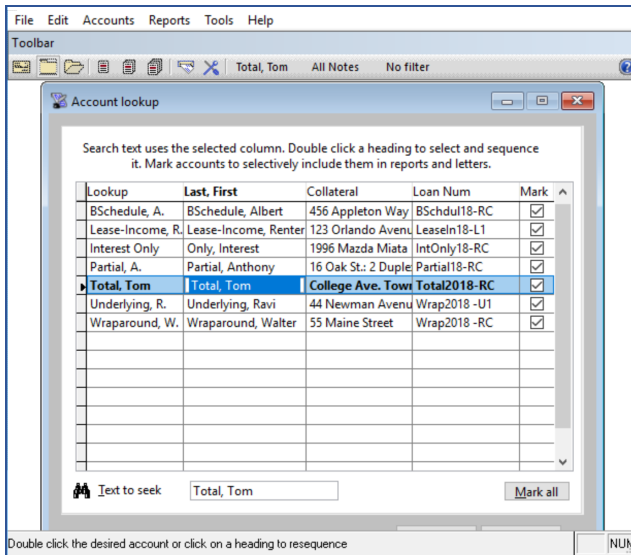 File Edit Accounts Reports Tools Help
Toolbar
Total, Tom All Notes No filter
Account lookup
Search text uses the selected column. Double click a heading to select and sequence
it. Mark accounts to selectively include them in reports and letters.
Lookup Last, First Collateral Loan Num Mark
BSchedule, A. BSchedule, Albert 456 Appleton Way BSchdul18-RC
Lease-Income, R. Lease-Income, Renter 123 Orlando Avenu LeaseIn18-L1
Interest Only Only, Interest 1996 Mazda Miata IntOnly18-RC
Partial, A. Partial, Anthony 16 Oak St.: 2 Duple Partial18-RC
Total, Tom Total, Tom College Ave. Town Total2018-RC
Underlying, R. Underlying, Ravi 44 Newman Avenu Wrap2018 -U1
Wraparound, W. Wraparound, Walter 55 Maine Street Wrap2018 -RC
Text to seek Total, Tom Mark all
Double click the desired account or click on a heading to resequence NUM